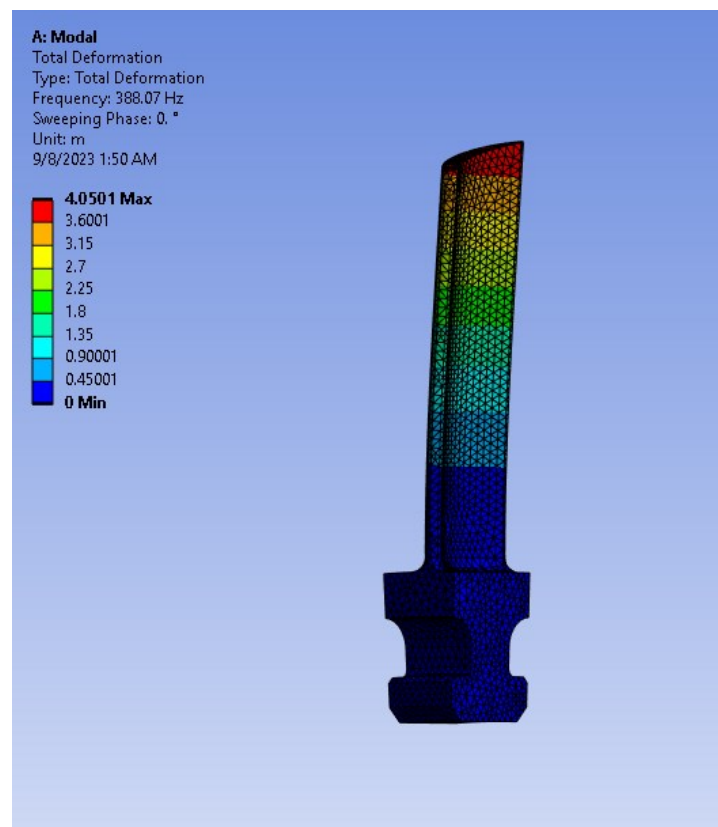 A: Modal
Total Deformation
Type: Total Deformation
Frequency: 388.07 Hz
Sweeping Phase: 0. °
Unit: m
9/8/2023 1:50 AM
4.0501 Max
3.6001
3.15
2.7
2.25
1.8
1.35
0.90001
0.45001
0 Min